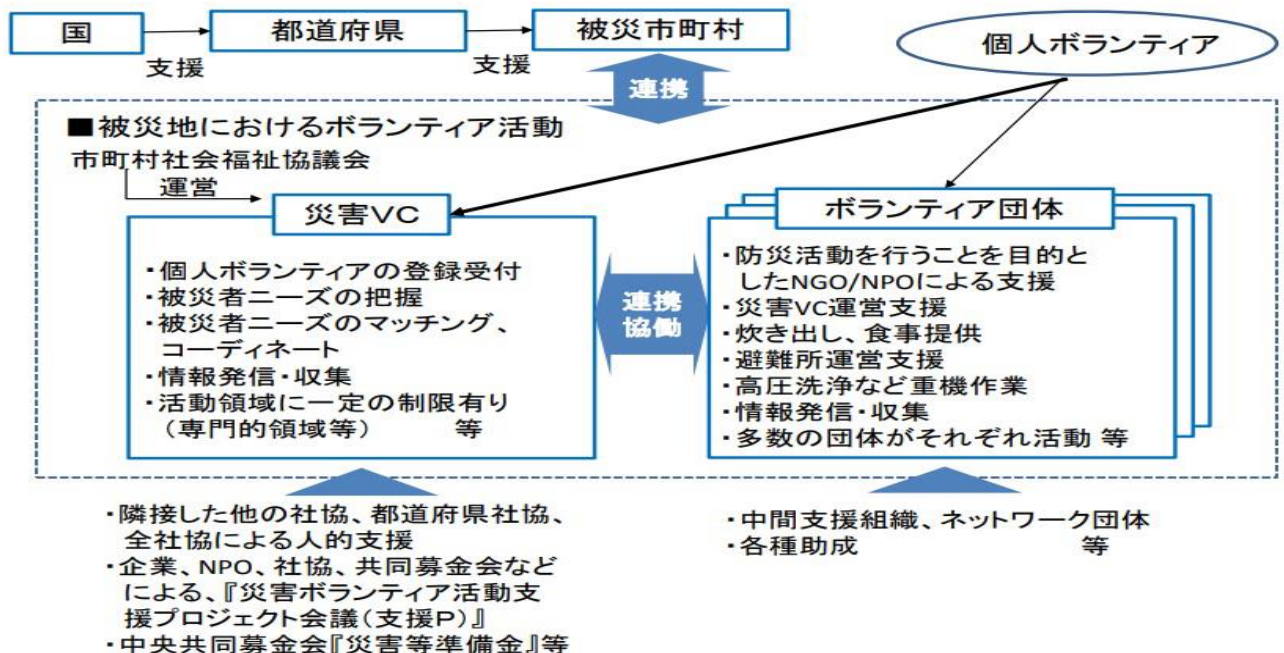 国
支援
都道府県
支援
被災市町村
個人ボランティア
連携
■被災地におけるボランティア活動
市町村社会福祉協議会
運営
災害VC
・個人ボランティアの登録受付
・被災者ニーズの把握
・被災者ニーズのマッチング、
コーディネート
・情報発信・収集
・活動領域に一定の制限有り
(専門的領域等) 等
連携
協働
ボランティア団体
・防災活動を行うことを目的と
したNGO/NPOによる支援
・災害VC運営支援
・炊き出し、食事提供
・避難所運営支援
・高圧洗浄など重機作業
・情報発信・収集
・多数の団体がそれぞれ活動 等
・隣接した他の社協、都道府県社協、
全社協による人的支援
・企業、NPO、社協、共同募金会など
による、『災害ボランティア活動支
援プロジェクト会議(支援P)』
・中央共同募金会『災害等準備金』等
・中間支援組織、ネットワーク団体
・各種助成 等